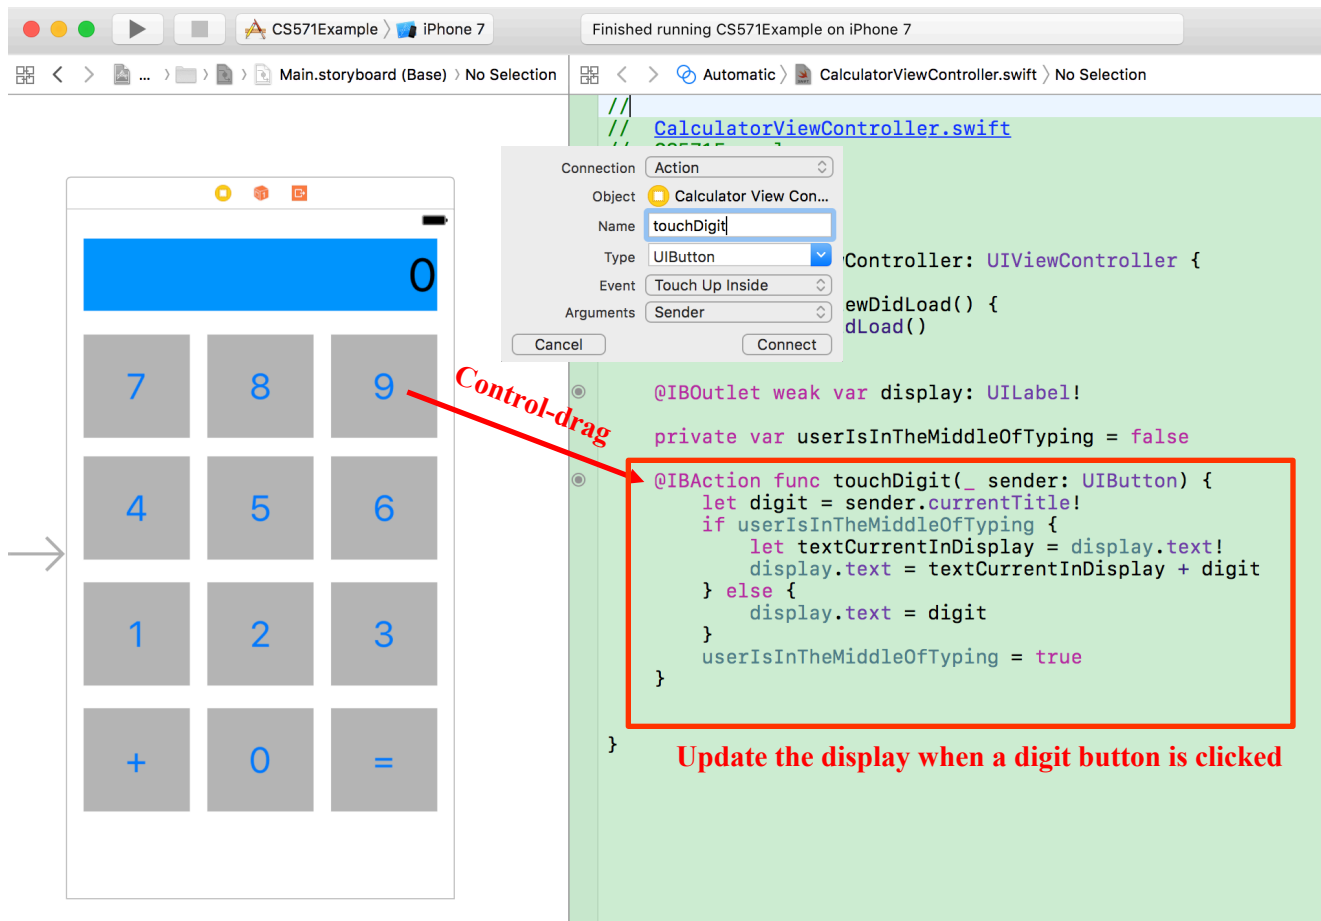 CS571Example 〉 iPhone 7
Finished running CS571Example on iPhone 7
... 〉 〉 〉 Main.storyboard (Base) 〉 No Selection
Automatic 〉 CalculatorViewController.swift 〉 No Selection
//
// CalculatorViewController.swift
Connection Action
Object Calculator View Con...
Name touchDigit
Type UIButton
Event Touch Up Inside
Arguments Sender
Cancel Connect
Controller: UIViewController {
ewDidLoad() {
dLoad()
0
7 8 9
4 5 6
1 2 3
+ 0 =
Control-drag
@IBOutlet weak var display: UILabel!
private var userIsInTheMiddleOfTyping = false
@IBAction func touchDigit(_ sender: UIButton) {
let digit = sender.currentTitle!
if userIsInTheMiddleOfTyping {
let textCurrentInDisplay = display.text!
display.text = textCurrentInDisplay + digit
} else {
display.text = digit
}
userIsInTheMiddleOfTyping = true
}
}
Update the display when a digit button is clicked